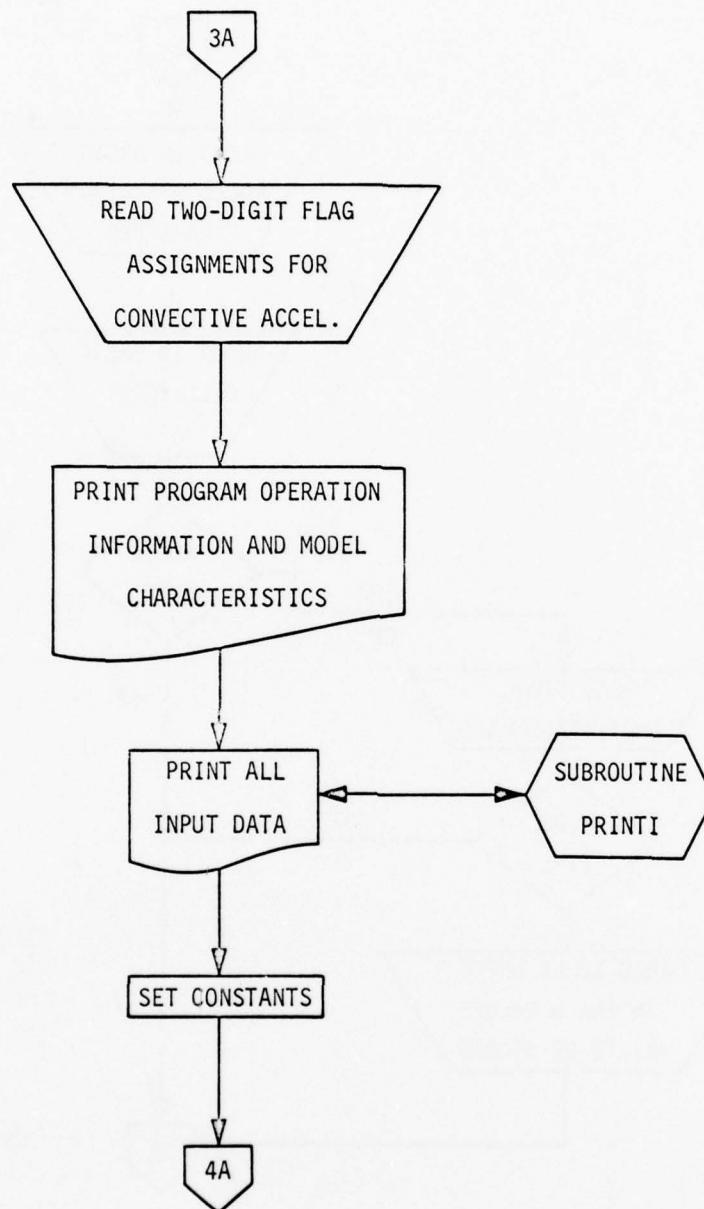 3A
READ TWO-DIGIT FLAG
ASSIGNMENTS FOR
CONVECTIVE ACCEL.
PRINT PROGRAM OPERATION
INFORMATION AND MODEL
CHARACTERISTICS
PRINT ALL
INPUT DATA
SUBROUTINE
PRINTI
SET CONSTANTS
4A